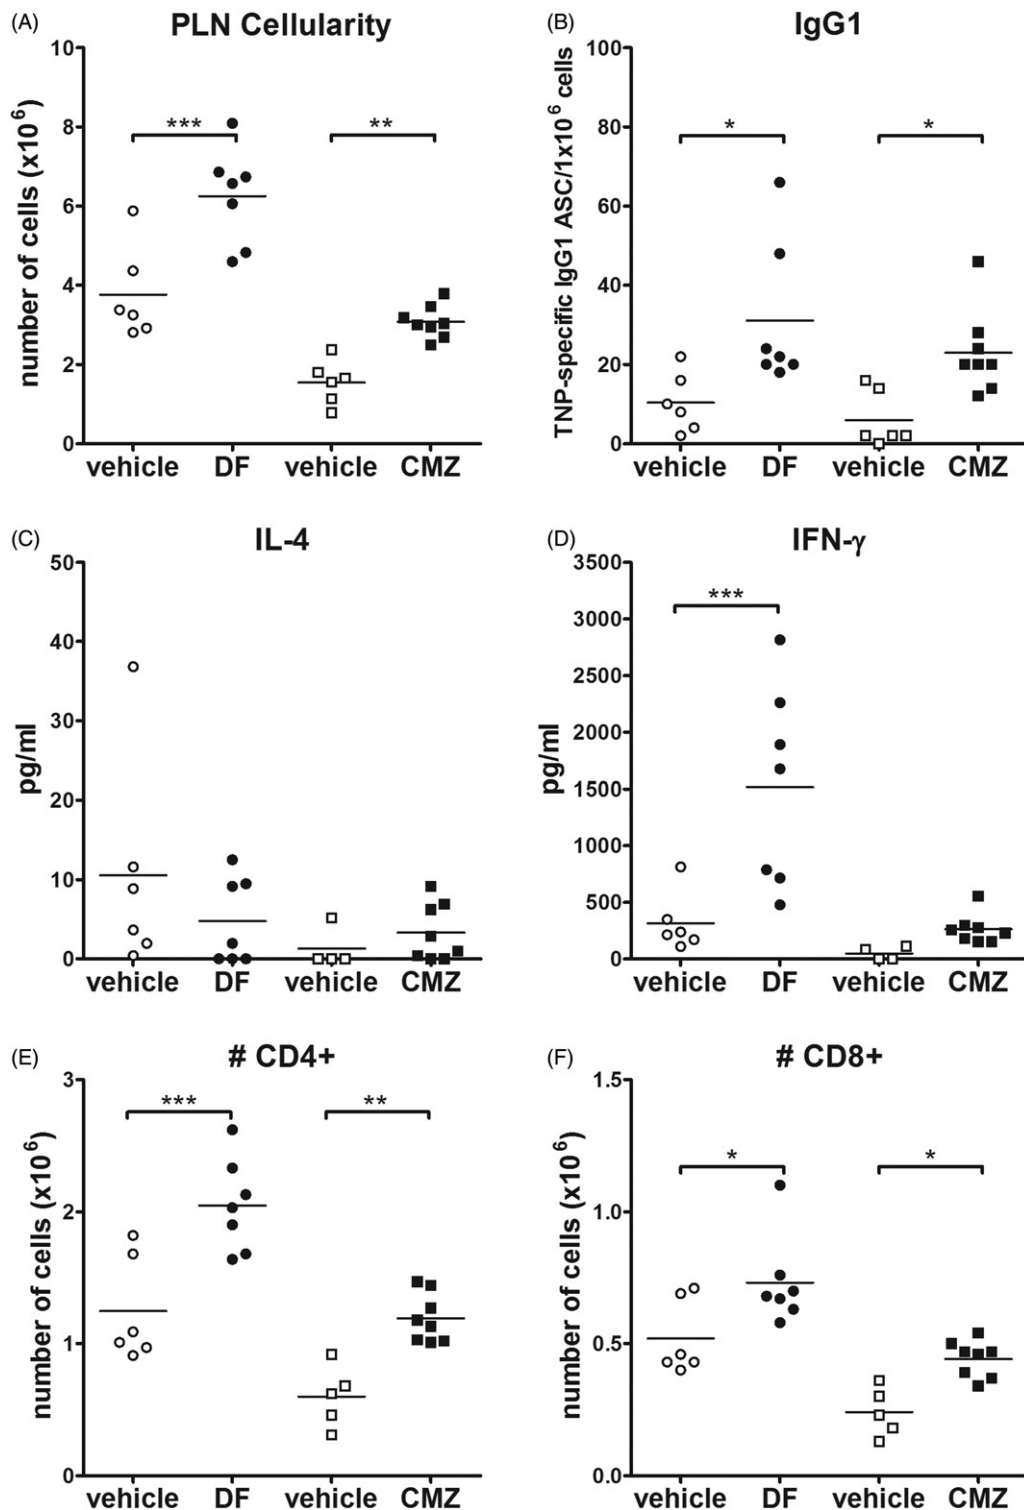 (A) PLN Cellularity
number of cells (x10⁶)
10
8
6
4
2
0
*** **
vehicle DF vehicle CMZ
(B) IgG1
TNP-specific IgG1 ASC/1x10⁶ cells
100
80
60
40
20
0
* *
vehicle DF vehicle CMZ
(C) IL-4
pg/ml
50
40
30
20
10
0
vehicle DF vehicle CMZ
(D) IFN-γ
pg/ml
3500
3000
2500
2000
1500
1000
500
0
***
vehicle DF vehicle CMZ
(E) # CD4+
number of cells (x10⁶)
3
2
1
0
*** **
vehicle DF vehicle CMZ
(F) # CD8+
number of cells (x10⁶)
1.5
1.0
0.5
0.0
* *
vehicle DF vehicle CMZ